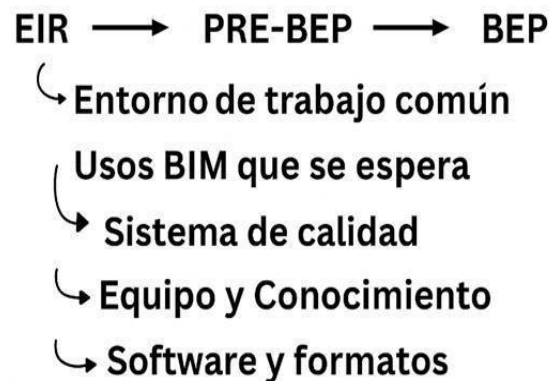 EIR → PRE-BEP → BEP
Entorno de trabajo común
Usos BIM que se espera
Sistema de calidad
Equipo y Conocimiento
Software y formatos